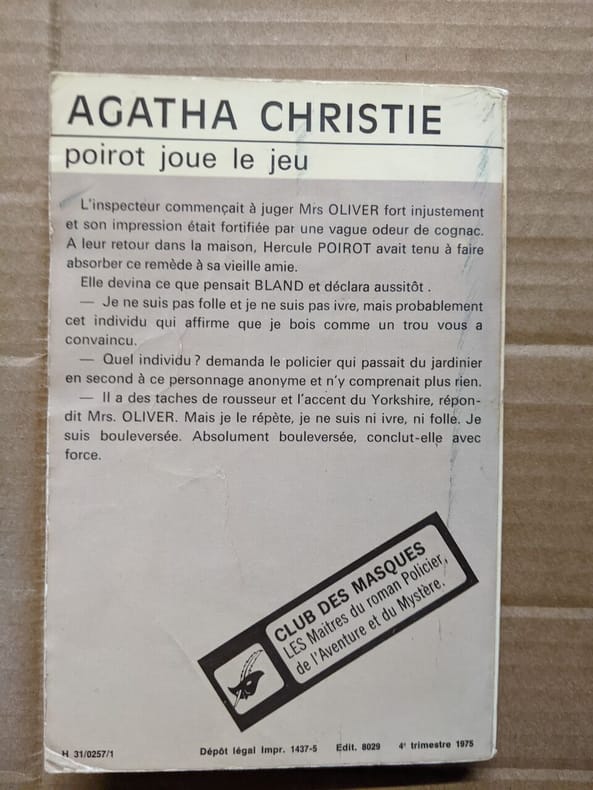 AGATHA CHRISTIE
poirot joue le jeu
L'inspecteur commençait à juger Mrs OLIVER fort injustement
et son impression était fortifiée par une vague odeur de cognac.
A leur retour dans la maison, Hercule POIROT avait tenu à faire
absorber ce remède à sa vieille amie.
Elle devina ce que pensait BLAND et déclara aussitôt .
— Je ne suis pas folle et je ne suis pas ivre, mais probablement
cet individu qui affirme que je bois comme un trou vous a
convaincu.
— Quel individu ? demanda le policier qui passait du jardinier
en second à ce personnage anonyme et n'y comprenait plus rien.
— Il a des taches de rousseur et l'accent du Yorkshire, répon-
dit Mrs. OLIVER. Mais je le répète, je ne suis ni ivre, ni folle. Je
suis bouleversée. Absolument bouleversée, conclut-elle avec
force.
CLUB DES MASQUES
LES Maitres du roman Policier,
de l'Aventure et du Mystère.
H 31/0257/1 Dépôt légal Impr. 1437-5 Edit. 8029 4e trimestre 1975